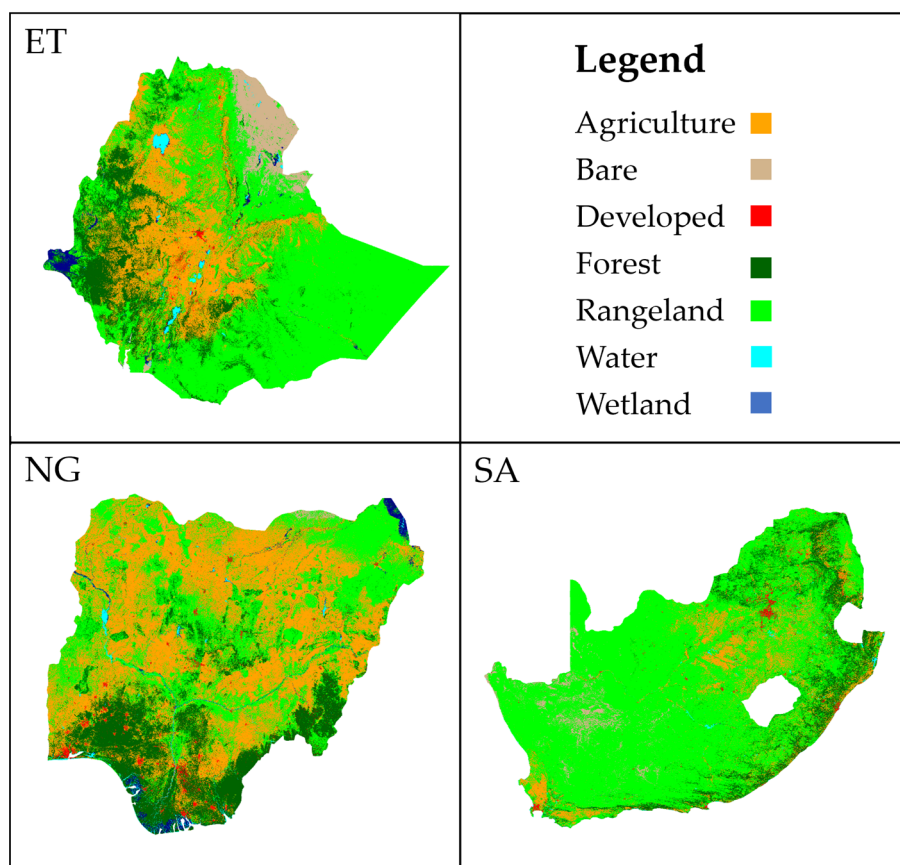 ET
Legend
Agriculture
Bare
Developed
Forest
Rangeland
Water
Wetland
NG
SA